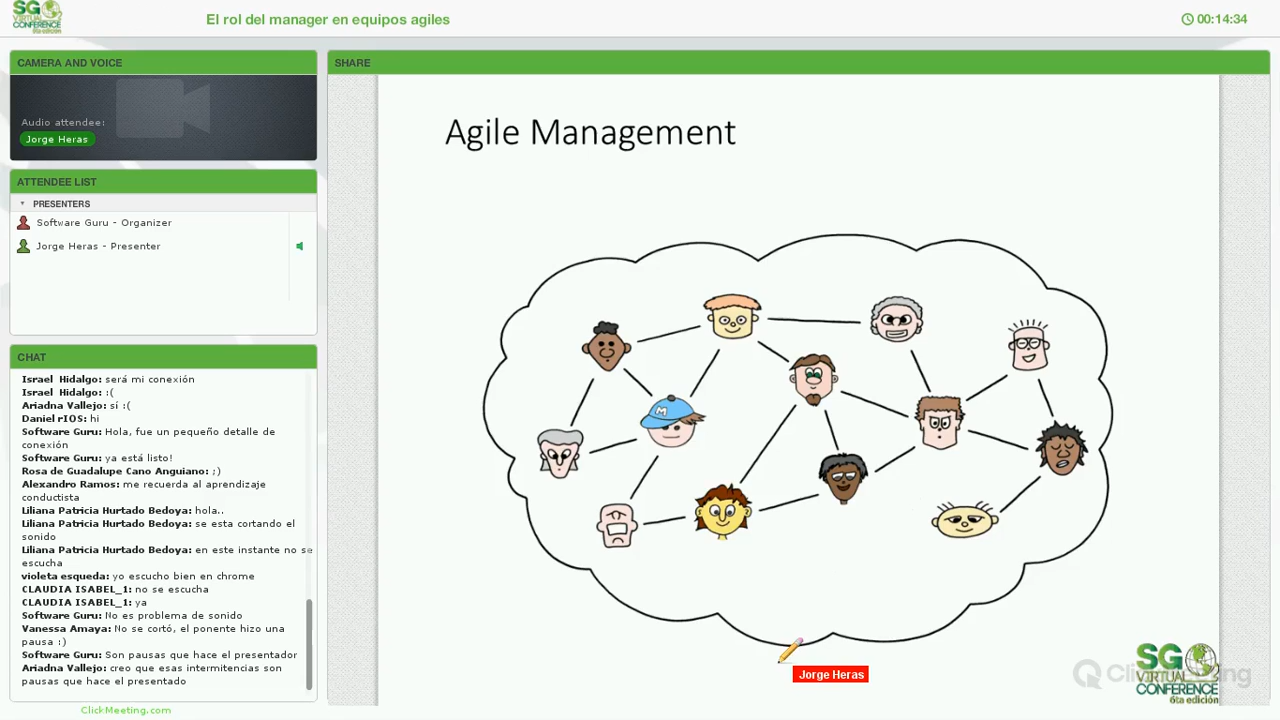 SG
VIRTUAL
CONFERENCE
6ta edición
El rol del manager en equipos agiles
00:14:34
CAMERA AND VOICE
Audio attendee:
Jorge Heras
ATTENDEE LIST
PRESENTERS
Software Guru - Organizer
Jorge Heras - Presenter
CHAT
Israel Hidalgo: será mi conexión
Israel Hidalgo: :(
Ariadna Vallejo: sí :(
Daniel rIOS: hi
Software Guru: Hola, fue un pequeño detalle de
conexión
Software Guru: ya está listo!
Rosa de Guadalupe Cano Anguiano: ;)
Alexandro Ramos: me recuerda al aprendizaje
conductista
Liliana Patricia Hurtado Bedoya: hola..
Liliana Patricia Hurtado Bedoya: se esta cortando el
sonido
Liliana Patricia Hurtado Bedoya: en este instante no se
escucha
violeta esqueda: yo escucho bien en chrome
CLAUDIA ISABEL_1: no se escucha
CLAUDIA ISABEL_1: ya
Software Guru: No es problema de sonido
Vanessa Amaya: No se cortó, el ponente hizo una
pausa :)
Software Guru: Son pausas que hace el presentador
Ariadna Vallejo: creo que esas intermitencias son
pausas que hace el presentado
ClickMeeting.com
SHARE
Agile Management
M
Jorge Heras
SG
VIRTUAL
CONFERENCE
6ta edición